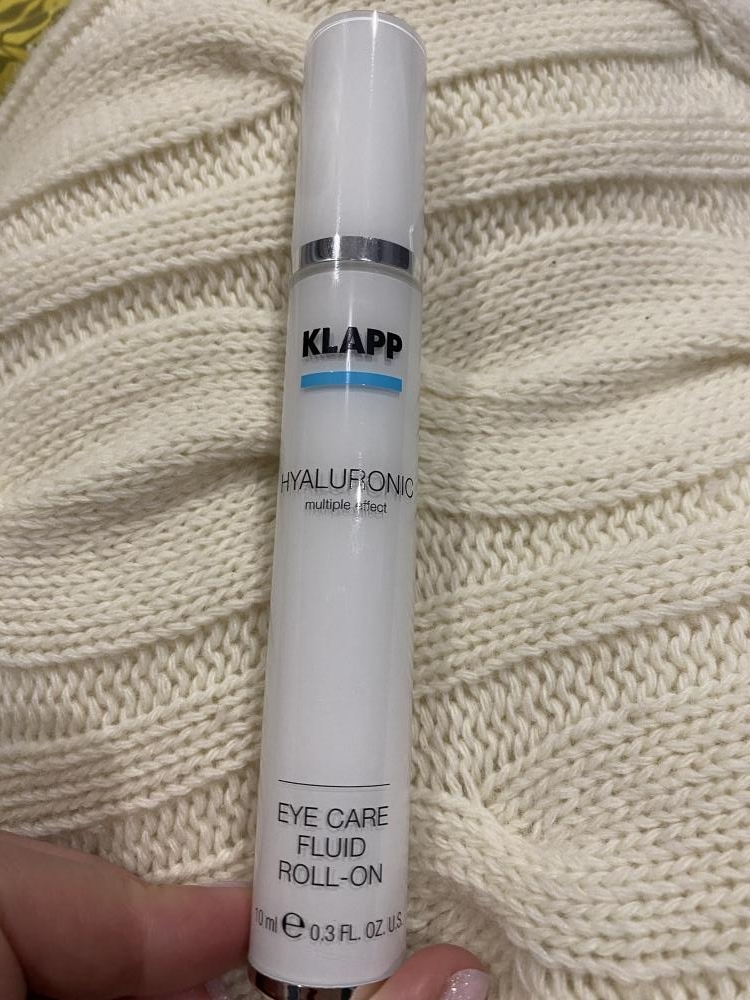 KLAPP
HYALURONIC
multiple effect
EYE CARE
FLUID
ROLL-ON
10 ml ℮ 0.3 FL. OZ. U.S.